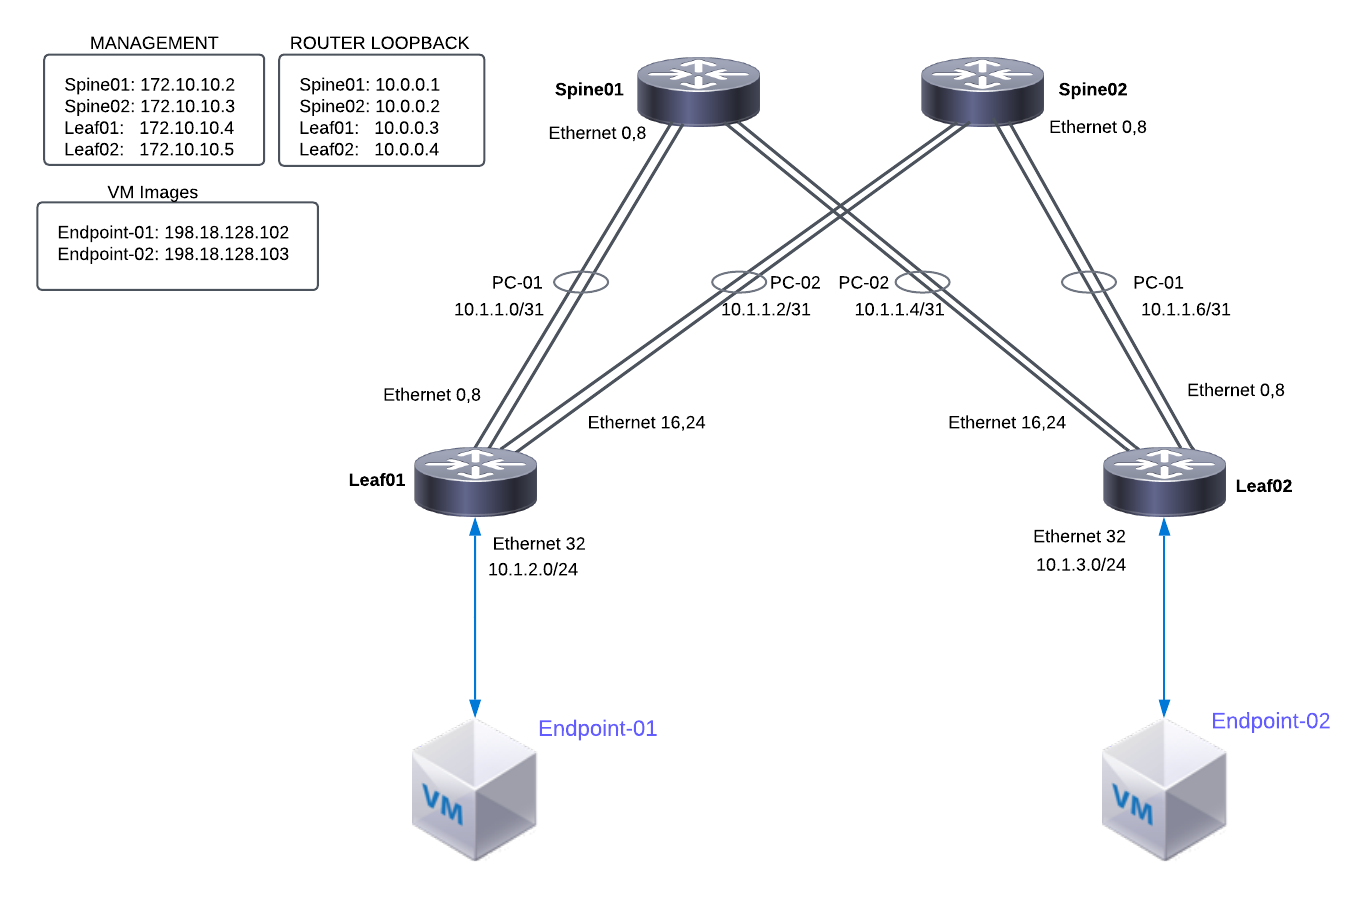 MANAGEMENT
Spine01: 172.10.10.2
Spine02: 172.10.10.3
Leaf01: 172.10.10.4
Leaf02: 172.10.10.5
ROUTER LOOPBACK
Spine01: 10.0.0.1
Spine02: 10.0.0.2
Leaf01: 10.0.0.3
Leaf02: 10.0.0.4
VM Images
Endpoint-01: 198.18.128.102
Endpoint-02: 198.18.128.103
Spine01
Ethernet 0,8
Spine02
Ethernet 0,8
PC-01
10.1.1.0/31
PC-02
10.1.1.2/31
PC-02
10.1.1.4/31
PC-01
10.1.1.6/31
Ethernet 0,8
Ethernet 16,24
Ethernet 16,24
Ethernet 0,8
Leaf01
Leaf02
Ethernet 32
10.1.2.0/24
Ethernet 32
10.1.3.0/24
Endpoint-01
VM
Endpoint-02
VM